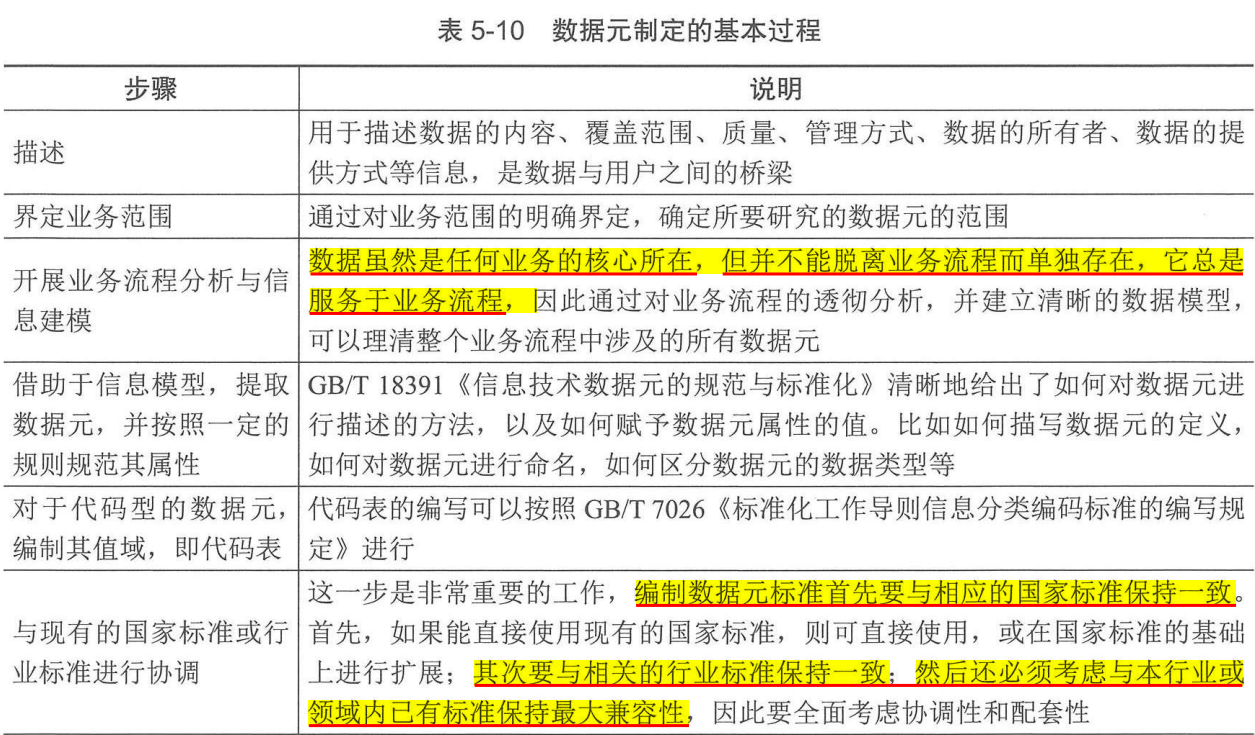 表 5-10 数据元制定的基本过程
步骤 说明
描述
用于描述数据的内容、覆盖范围、质量、管理方式、数据的所有者、数据的提
供方式等信息，是数据与用户之间的桥梁
界定业务范围
通过对业务范围的明确界定，确定所要研究的数据元的范围
开展业务流程分析与信
息建模
数据虽然是任何业务的核心所在，但并不能脱离业务流程而单独存在，它总是
服务于业务流程，因此通过对业务流程的透彻分析，并建立清晰的数据模型，
可以理清整个业务流程中涉及的所有数据元
借助于信息模型，提取
数据元，并按照一定的
规则规范其属性
GB/T 18391《信息技术数据元的规范与标准化》清晰地给出了如何对数据元进
行描述的方法，以及如何赋予数据元属性的值。比如如何描写数据元的定义，
如何对数据元进行命名，如何区分数据元的数据类型等
对于代码型的数据元，
编制其值域，即代码表
代码表的编写可以按照 GB/T 7026《标准化工作导则信息分类编码标准的编写规
定》进行
与现有的国家标准或行
业标准进行协调
这一步是非常重要的工作，编制数据元标准首先要与相应的国家标准保持一致。
首先，如果能直接使用现有的国家标准，则可直接使用，或在国家标准的基础
上进行扩展；其次要与相关的行业标准保持一致；然后还必须考虑与本行业或
领域内已有标准保持最大兼容性，因此要全面考虑协调性和配套性